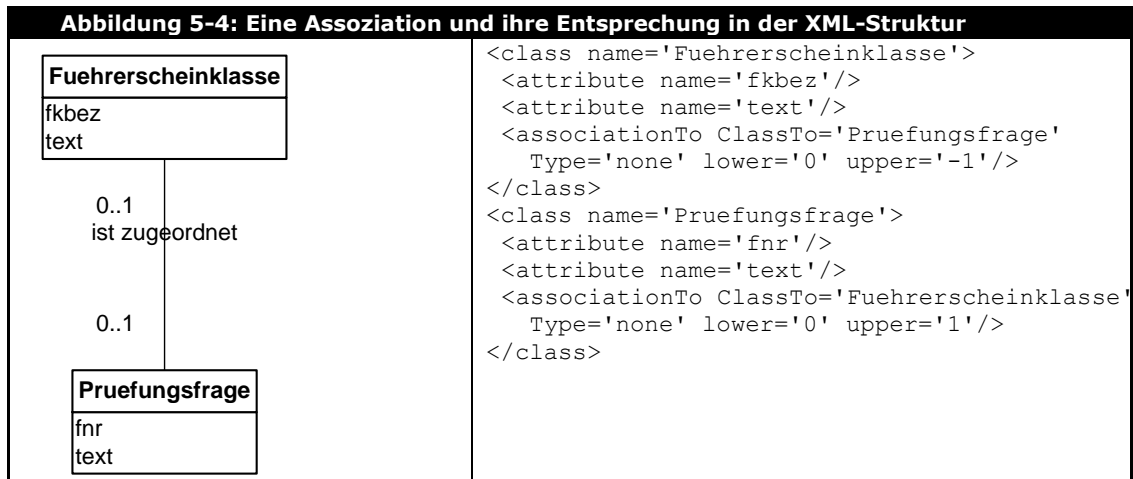 Abbildung 5-4: Eine Assoziation und ihre Entsprechung in der XML-Struktur
Fuehrerscheinklasse
fkbez
text
0..1
ist zugeordnet
0..1
Pruefungsfrage
fnr
text
<class name='Fuehrerscheinklasse'>
<attribute name='fkbez'/>
<attribute name='text'/>
<associationTo ClassTo='Pruefungsfrage'
Type='none' lower='0' upper='-1'/>
</class>
<class name='Pruefungsfrage'>
<attribute name='fnr'/>
<attribute name='text'/>
<associationTo ClassTo='Fuehrerscheinklasse'
Type='none' lower='0' upper='1'/>
</class>